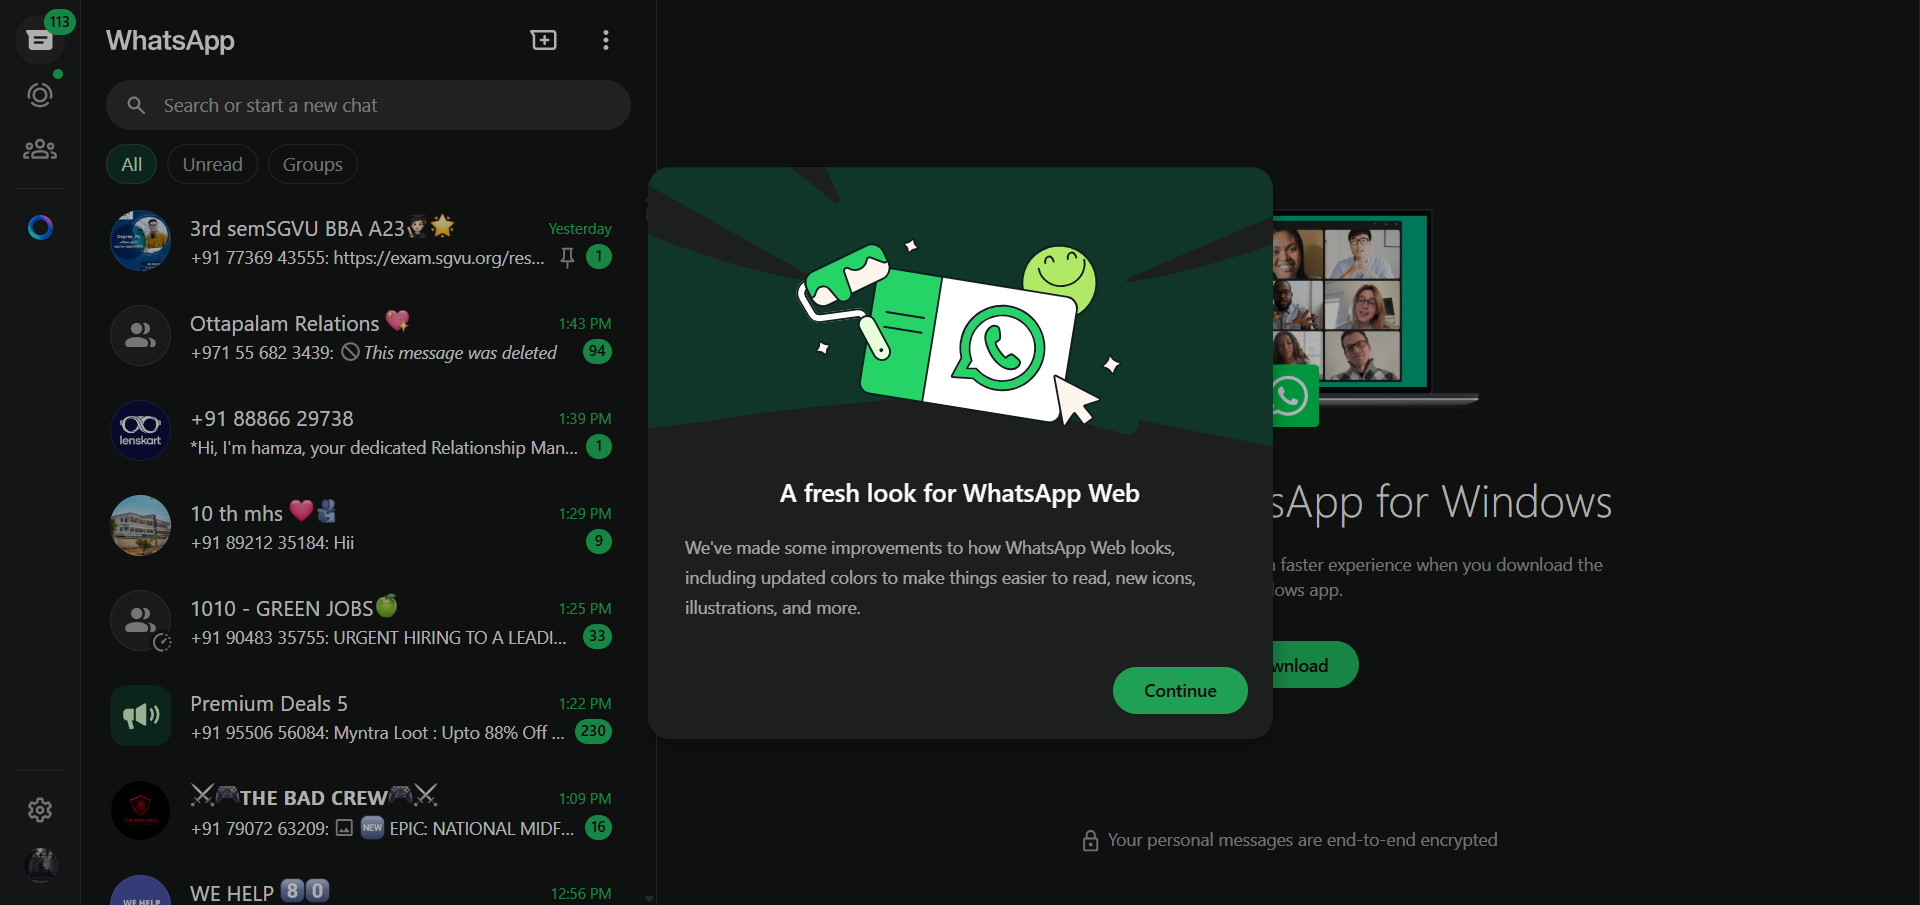 113
WhatsApp
Search or start a new chat
All Unread Groups
3rd semSGVU BBA A23👩🏻‍🎓🌟 Yesterday
+91 77369 43555: https://exam.sgvu.org/res... 1
Ottapalam Relations 💖 1:43 PM
+971 55 682 3439: 🚫 This message was deleted 94
lenskart
+91 88866 29738 1:39 PM
*Hi, I'm hamza, your dedicated Relationship Man... 1
10 th mhs ❤️🫂 1:29 PM
+91 89212 35184: Hii 9
1010 - GREEN JOBS🍏 1:25 PM
+91 90483 35755: URGENT HIRING TO A LEADI... 33
Premium Deals 5 1:22 PM
+91 95506 56084: Myntra Loot : Upto 88% Off ... 230
⚔🎮THE BAD CREW🎮⚔ 1:09 PM
+91 79072 63209: 🆕 EPIC: NATIONAL MIDF... 16
WE HELP
WE HELP 8️⃣0️⃣ 12:56 PM
A fresh look for WhatsApp Web
We've made some improvements to how WhatsApp Web looks,
including updated colors to make things easier to read, new icons,
illustrations, and more.
Continue
sApp for Windows
faster experience when you download the
ows app.
wnload
Your personal messages are end-to-end encrypted